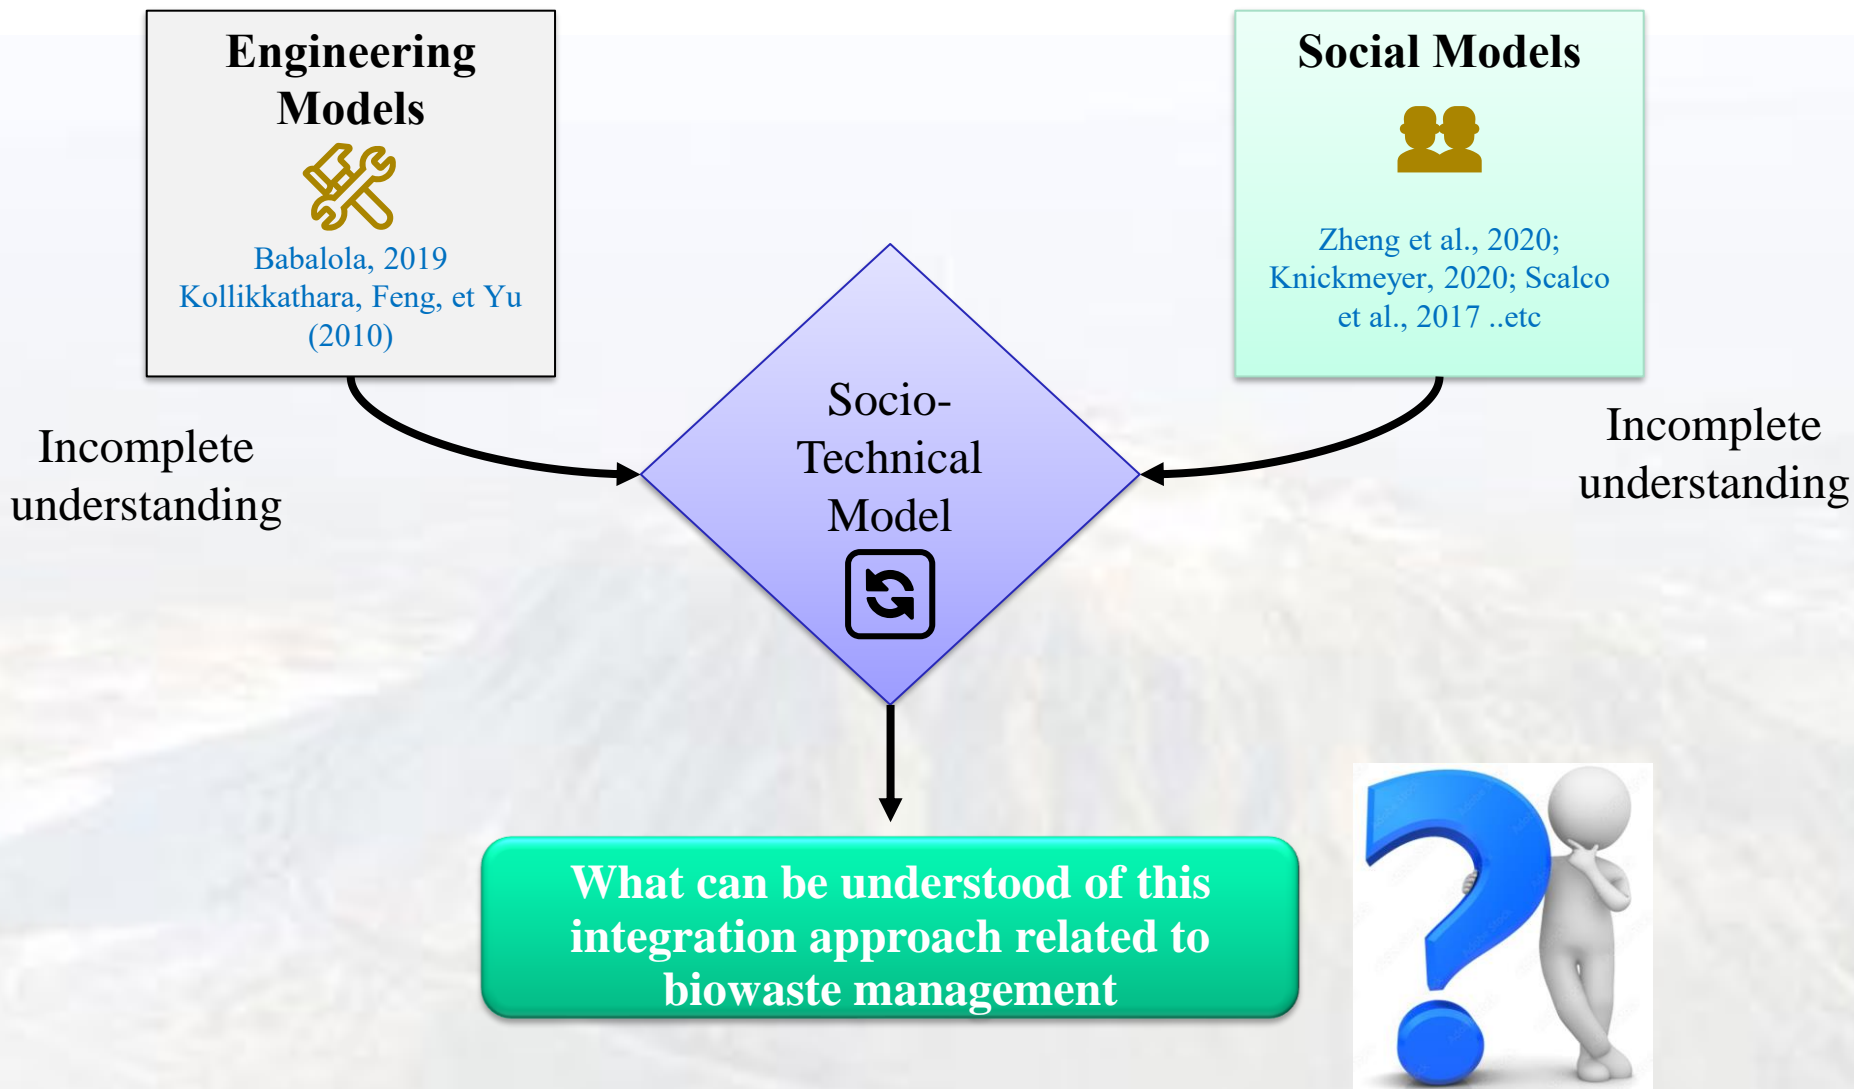 Engineering
Models
Babalola, 2019
Kollikkathara, Feng, et Yu
(2010)
Social Models
Zheng et al., 2020;
Knickmeyer, 2020; Scalco
et al., 2017 ..etc
Incomplete
understanding
Socio-
Technical
Model
Incomplete
understanding
What can be understood of this
integration approach related to
biowaste management